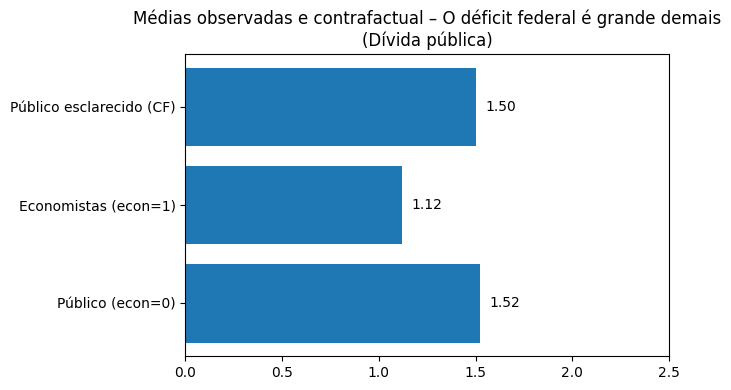 Médias observadas e contrafactual – O déficit federal é grande demais
(Dívida pública)
Público esclarecido (CF)
1.50
Economistas (econ=1)
1.12
Público (econ=0)
1.52
0.0 0.5 1.0 1.5 2.0 2.5